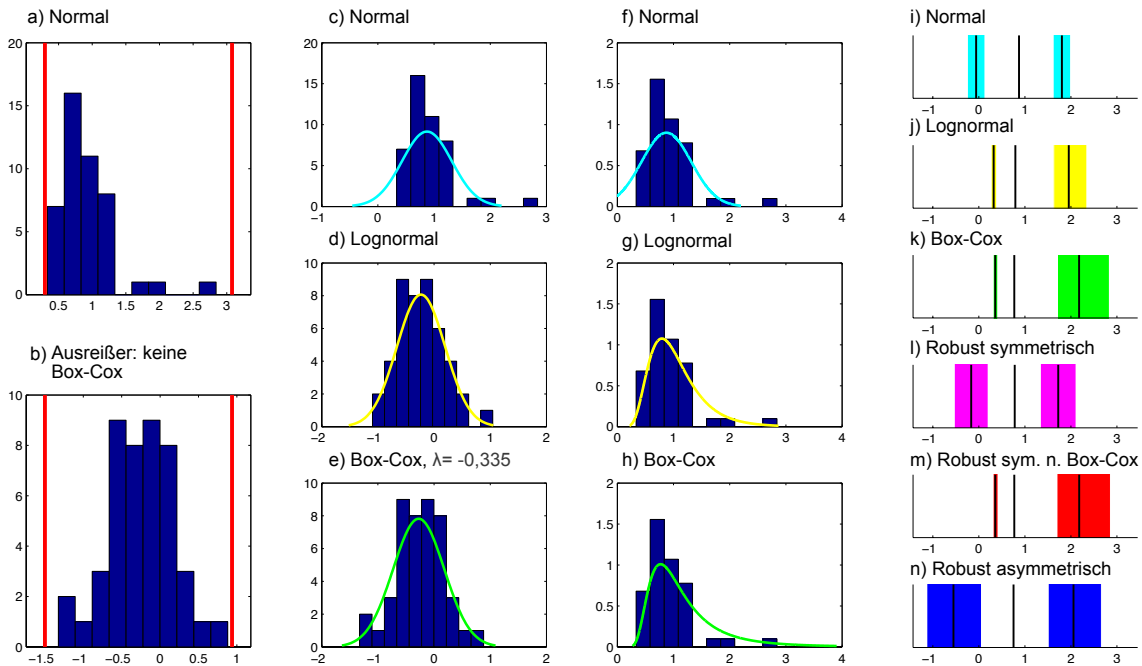 a) Normal
20
15
10
5
0
0.5 1 1.5 2 2.5 3
b) Ausreißer: keine
Box-Cox
10
8
6
4
2
0
−1.5 −1 −0.5 0 0.5 1
c) Normal
20
15
10
5
0
−1 0 1 2 3
d) Lognormal
10
8
6
4
2
0
−2 −1 0 1 2
e) Box-Cox, λ= -0,335
10
8
6
4
2
0
−2 −1 0 1 2
f) Normal
2
1.5
1
0.5
0
0 1 2 3 4
g) Lognormal
2
1.5
1
0.5
0
0 1 2 3 4
h) Box-Cox
2
1.5
1
0.5
0
0 1 2 3 4
i) Normal
−1 0 1 2 3
j) Lognormal
−1 0 1 2 3
k) Box-Cox
−1 0 1 2 3
l) Robust symmetrisch
−1 0 1 2 3
m) Robust sym. n. Box-Cox
−1 0 1 2 3
n) Robust asymmetrisch
−1 0 1 2 3